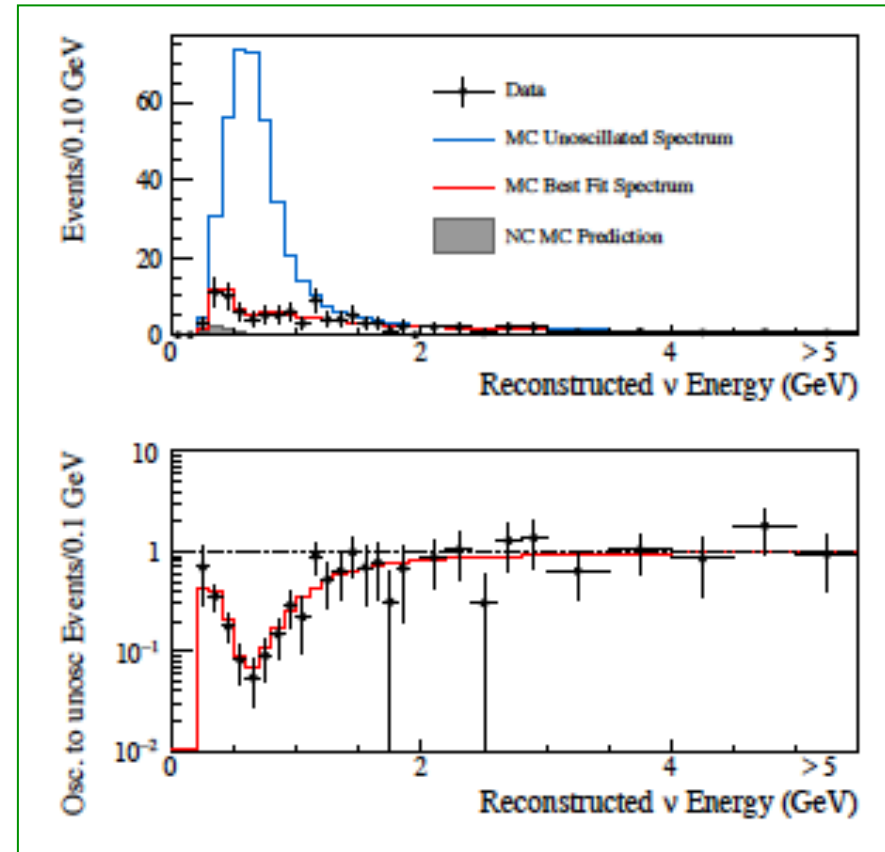 Events/0.10 GeV
60
40
20
0
Data
MC Unoscillated Spectrum
MC Best Fit Spectrum
NC MC Prediction
0 2 4 >5
Reconstructed ν Energy (GeV)
Osc. to unosc Events/0.1 GeV
10
1
10⁻¹
10⁻²
0 2 4 >5
Reconstructed ν Energy (GeV)